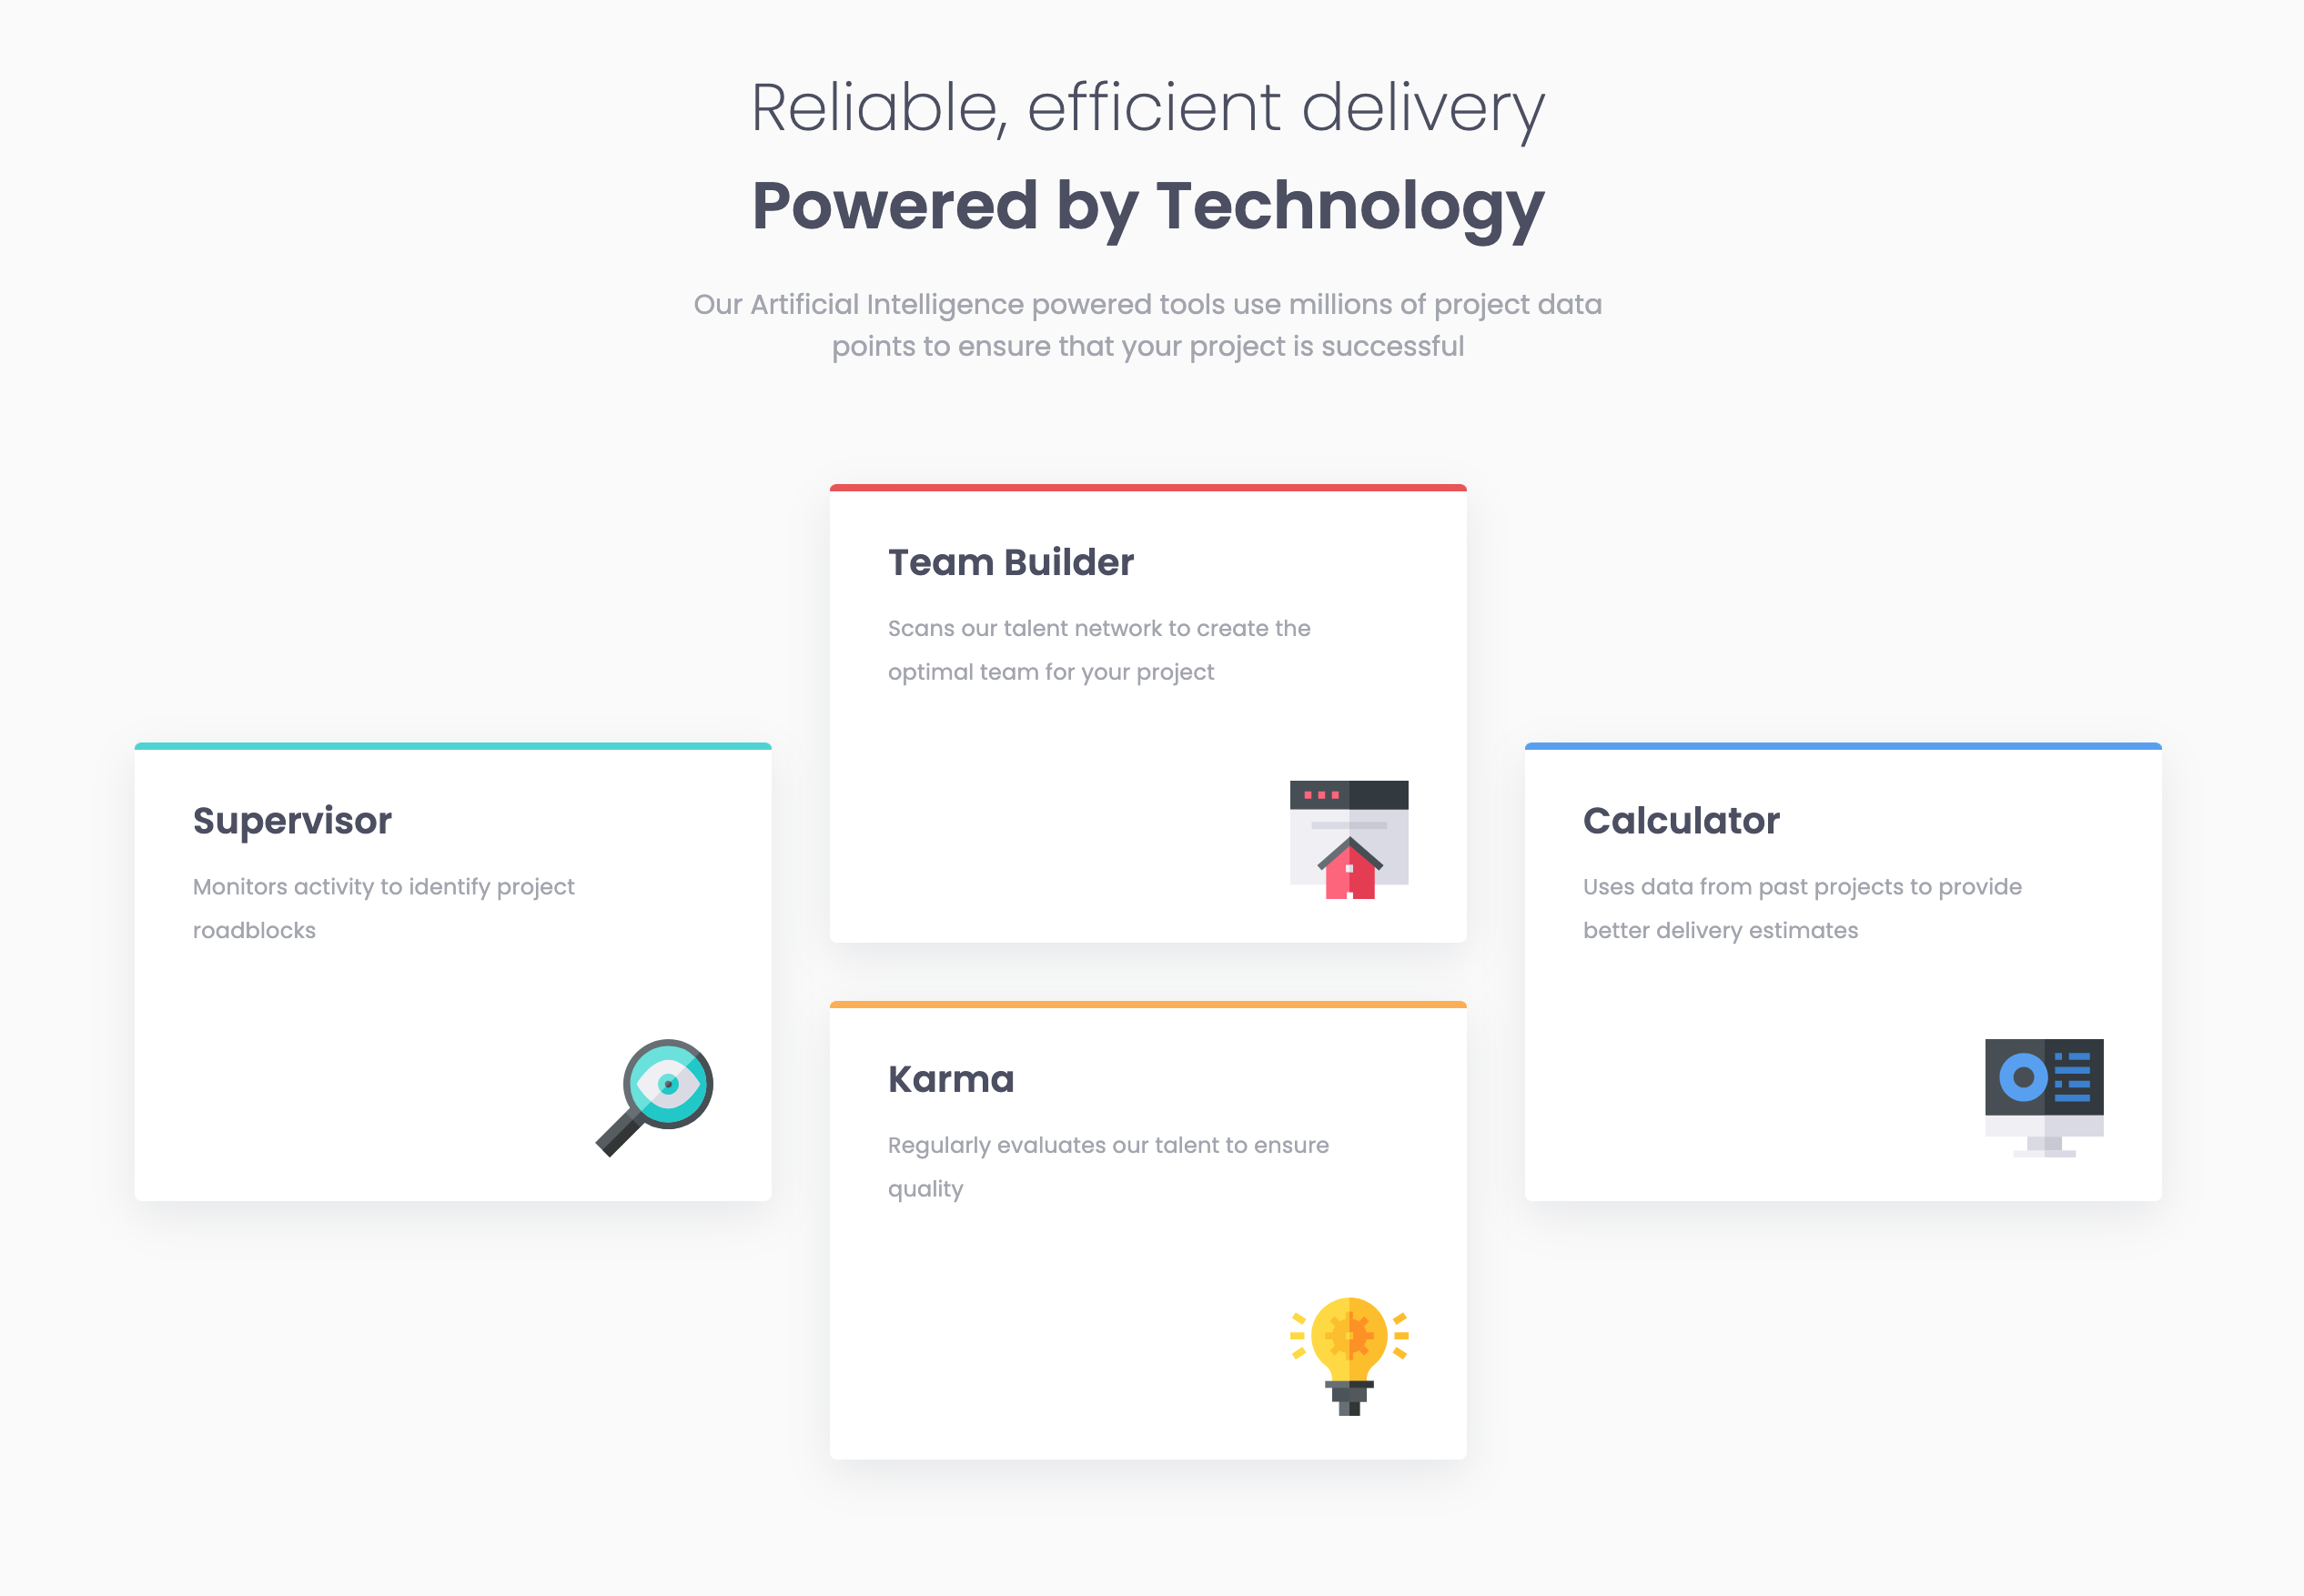 Reliable, efficient delivery
Powered by Technology
Our Artificial Intelligence powered tools use millions of project data
points to ensure that your project is successful
Team Builder
Scans our talent network to create the
optimal team for your project
Supervisor
Monitors activity to identify project
roadblocks
Calculator
Uses data from past projects to provide
better delivery estimates
Karma
Regularly evaluates our talent to ensure
quality